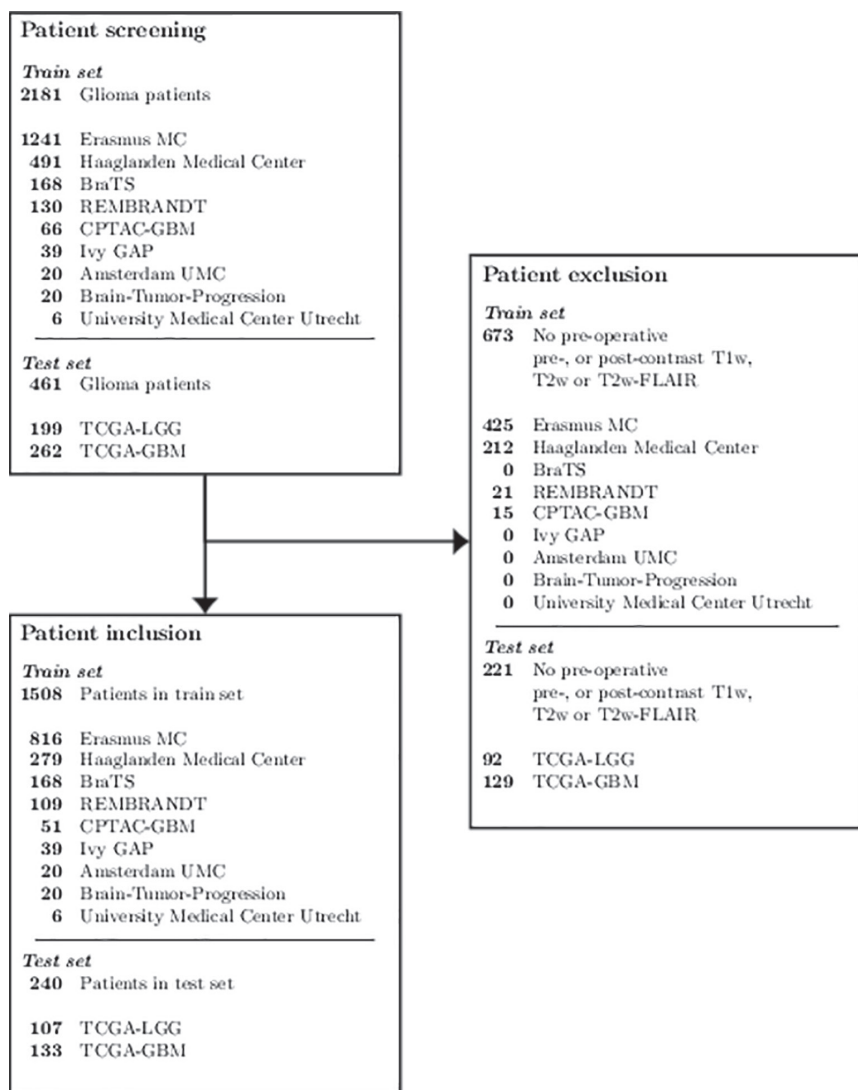 Patient screening
Train set
2181 Glioma patients
1241 Erasmus MC
491 Haaglanden Medical Center
168 BraTS
130 REMBRANDT
66 CPTAC-GBM
39 Ivy GAP
20 Amsterdam UMC
20 Brain-Tumor-Progression
6 University Medical Center Utrecht
Test set
461 Glioma patients
199 TCGA-LGG
262 TCGA-GBM
Patient exclusion
Train set
673 No pre-operative
pre-, or post-contrast T1w,
T2w or T2w-FLAIR
425 Erasmus MC
212 Haaglanden Medical Center
0 BraTS
21 REMBRANDT
15 CPTAC-GBM
0 Ivy GAP
0 Amsterdam UMC
0 Brain-Tumor-Progression
0 University Medical Center Utrecht
Test set
221 No pre-operative
pre-, or post-contrast T1w,
T2w or T2w-FLAIR
92 TCGA-LGG
129 TCGA-GBM
Patient inclusion
Train set
1508 Patients in train set
816 Erasmus MC
279 Haaglanden Medical Center
168 BraTS
109 REMBRANDT
51 CPTAC-GBM
39 Ivy GAP
20 Amsterdam UMC
20 Brain-Tumor-Progression
6 University Medical Center Utrecht
Test set
240 Patients in test set
107 TCGA-LGG
133 TCGA-GBM